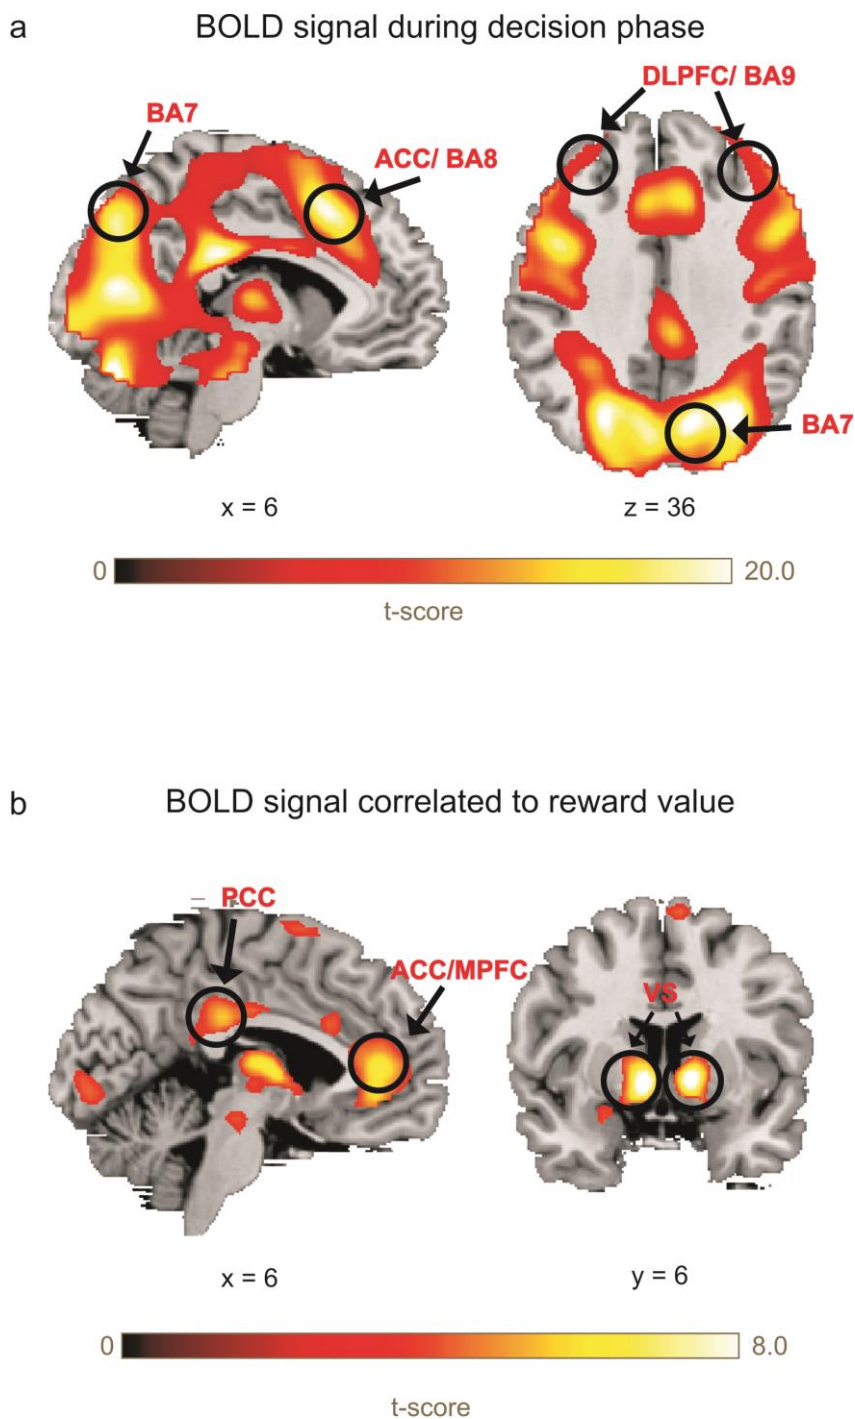 a
BOLD signal during decision phase
DLPFC/ BA9
BA7
ACC/ BA8
BA7
x = 6
z = 36
0
20.0
t-score
b
BOLD signal correlated to reward value
PCC
ACC/MPFC
VS
x = 6
y = 6
0
8.0
t-score